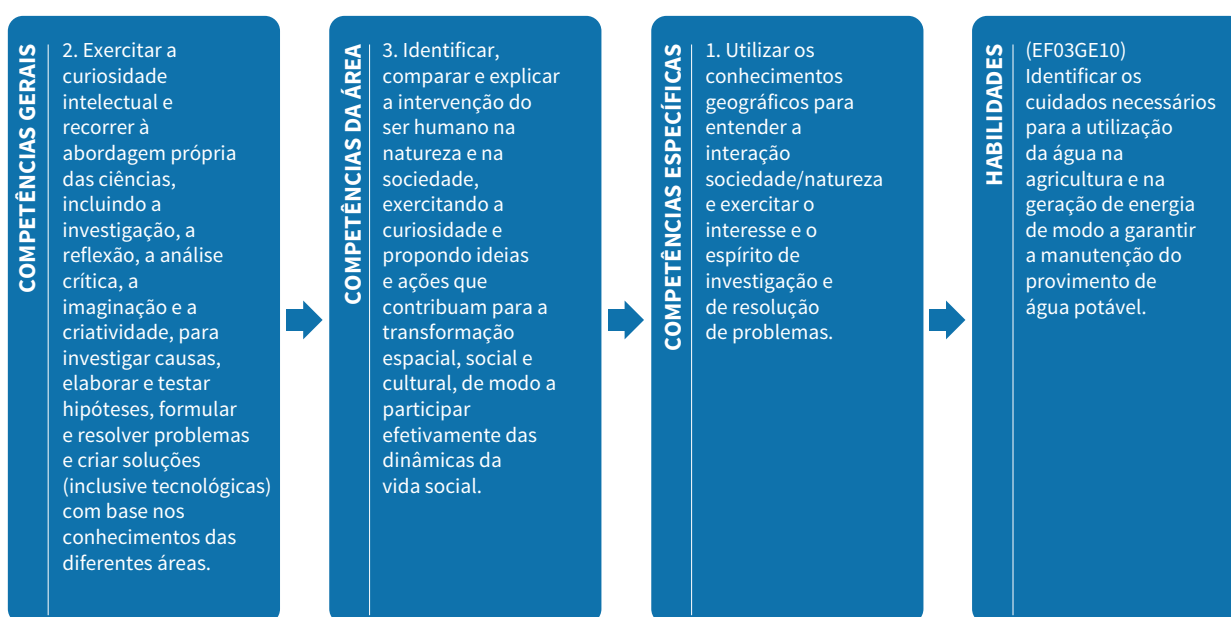 COMPETÊNCIAS GERAIS
2. Exercitar a
curiosidade
intelectual e
recorrer à
abordagem própria
das ciências,
incluindo a
investigação, a
reflexão, a análise
crítica, a
imaginação e a
criatividade, para
investigar causas,
elaborar e testar
hipóteses, formular
e resolver problemas
e criar soluções
(inclusive tecnológicas)
com base nos
conhecimentos das
diferentes áreas.
COMPETÊNCIAS DA ÁREA
3. Identificar,
comparar e explicar
a intervenção do
ser humano na
natureza e na
sociedade,
exercitando a
curiosidade e
propondo ideias
e ações que
contribuam para a
transformação
espacial, social e
cultural, de modo a
participar
efetivamente das
dinâmicas da
vida social.
COMPETÊNCIAS ESPECÍFICAS
1. Utilizar os
conhecimentos
geográficos para
entender a
interação
sociedade/natureza
e exercitar o
interesse e o
espírito de
investigação e
de resolução
de problemas.
HABILIDADES
(EF03GE10)
Identificar os
cuidados necessários
para a utilização
da água na
agricultura e na
geração de energia
de modo a garantir
a manutenção do
provimento de
água potável.